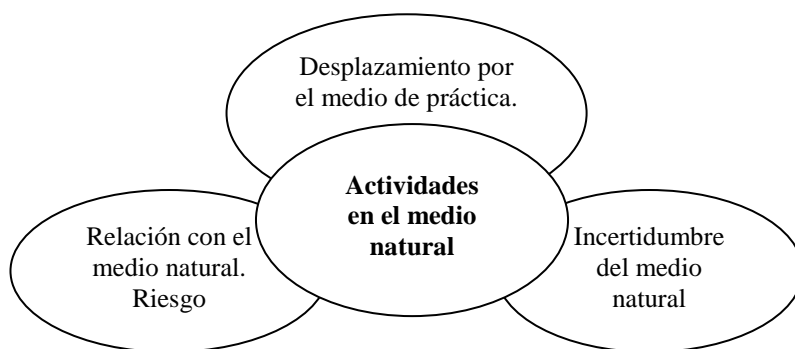 Desplazamiento por
el medio de práctica.
Actividades
en el medio
natural
Relación con el
medio natural.
Riesgo
Incertidumbre
del medio
natural